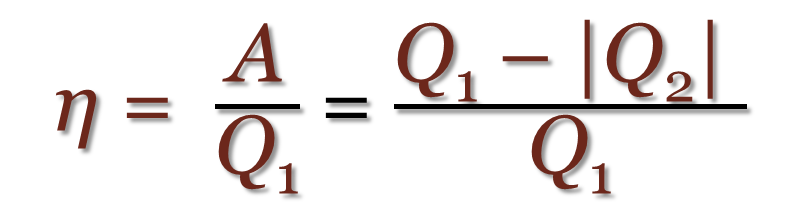 η = A/Q₁ = (Q₁ − |Q₂|)/Q₁